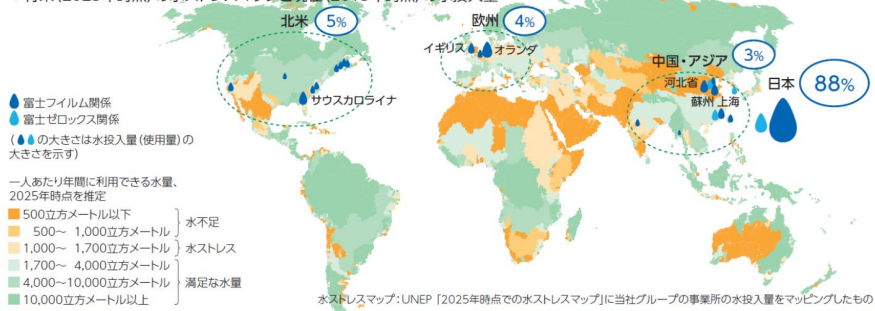 北米 5%
欧州 4%
イギリス
オランダ
中国・アジア 3%
河北省
蘇州 上海
日本 88%
サウスカロライナ
富士フイルム関係
富士ゼロックス関係
(の大きさは水投入量(使用量)の
大きさを示す)
一人あたり年間に利用できる水量、
2025年時点を推定
500立方メートル以下
500～ 1,000立方メートル
水不足
1,000～ 1,700立方メートル
水ストレス
1,700～ 4,000立方メートル
4,000～10,000立方メートル
満足な水量
10,000立方メートル以上
水ストレスマップ：UNEP「2025年時点での水ストレスマップ」に当社グループの事業所の水投入量をマッピングしたもの